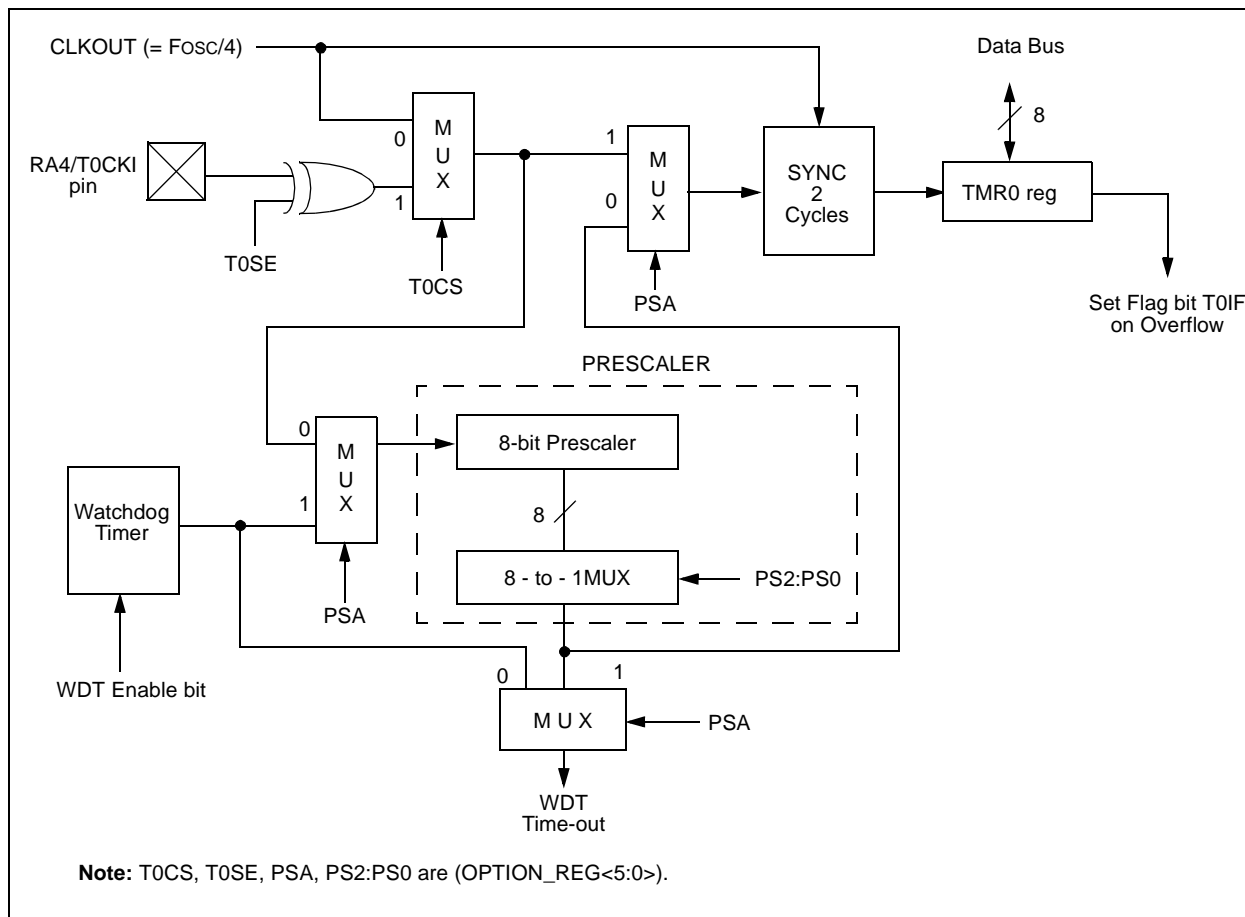 CLKOUT (= FOSC/4)
Data Bus
8
RA4/T0CKI
pin
0
1
M
U
X
T0SE
T0CS
1
0
M
U
X
PSA
SYNC
2
Cycles
TMR0 reg
Set Flag bit T0IF
on Overflow
PRESCALER
0
1
M
U
X
PSA
8-bit Prescaler
8
8 - to - 1MUX
PS2:PS0
Watchdog
Timer
WDT Enable bit
0
1
M U X
PSA
WDT
Time-out
Note: T0CS, T0SE, PSA, PS2:PS0 are (OPTION_REG<5:0>).